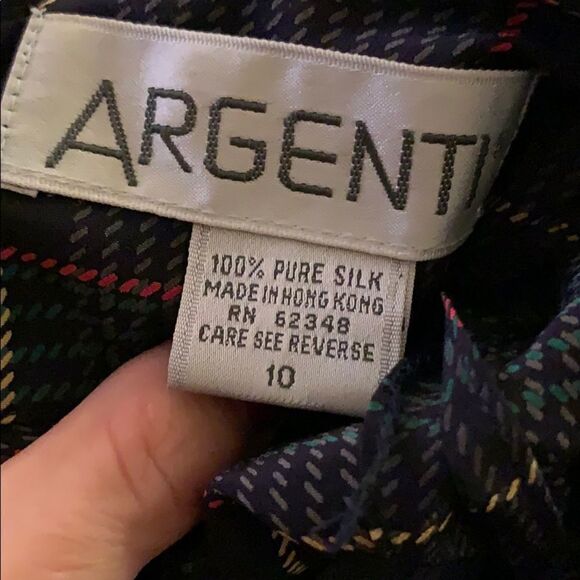 ARGENTI
100% PURE SILK
MADE IN HONG KONG
RN 62348
CARE SEE REVERSE
10